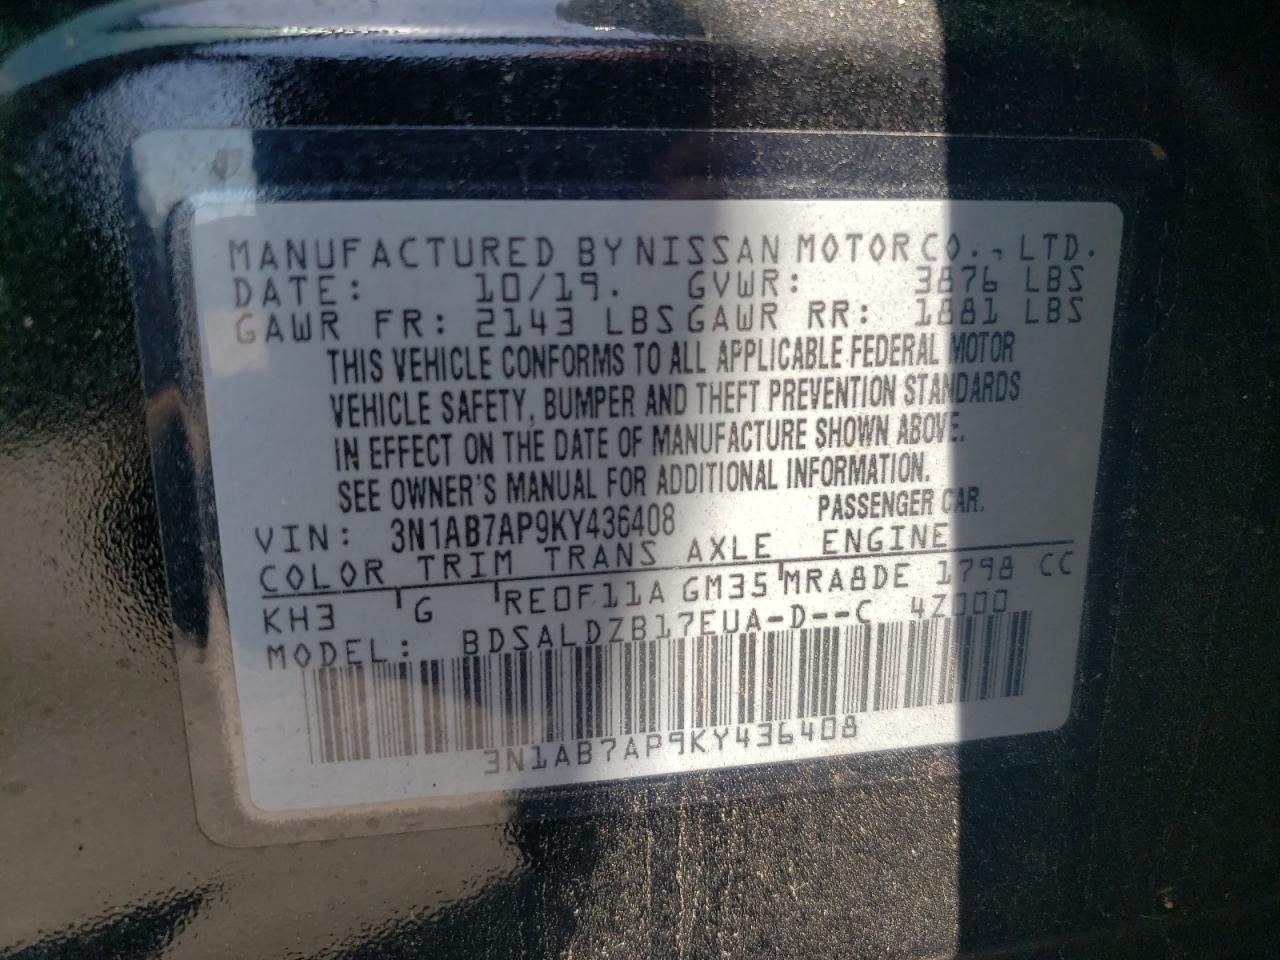 MANUFACTURED BY NISSAN MOTOR CO., LTD.
DATE: 10/19. GVWR: 3876 LBS
GAWR FR: 2143 LBS GAWR RR: 1881 LBS
THIS VEHICLE CONFORMS TO ALL APPLICABLE FEDERAL MOTOR
VEHICLE SAFETY, BUMPER AND THEFT PREVENTION STANDARDS
IN EFFECT ON THE DATE OF MANUFACTURE SHOWN ABOVE.
SEE OWNER'S MANUAL FOR ADDITIONAL INFORMATION.
VIN: 3N1AB7AP9KY436408 PASSENGER CAR.
COLOR TRIM TRANS AXLE ENGINE
KH3 G RE0F11A GM35 MRA8DE 1798 CC
MODEL: BDSALDZB17EUA-D--C 4Z000
3N1AB7AP9KY436408